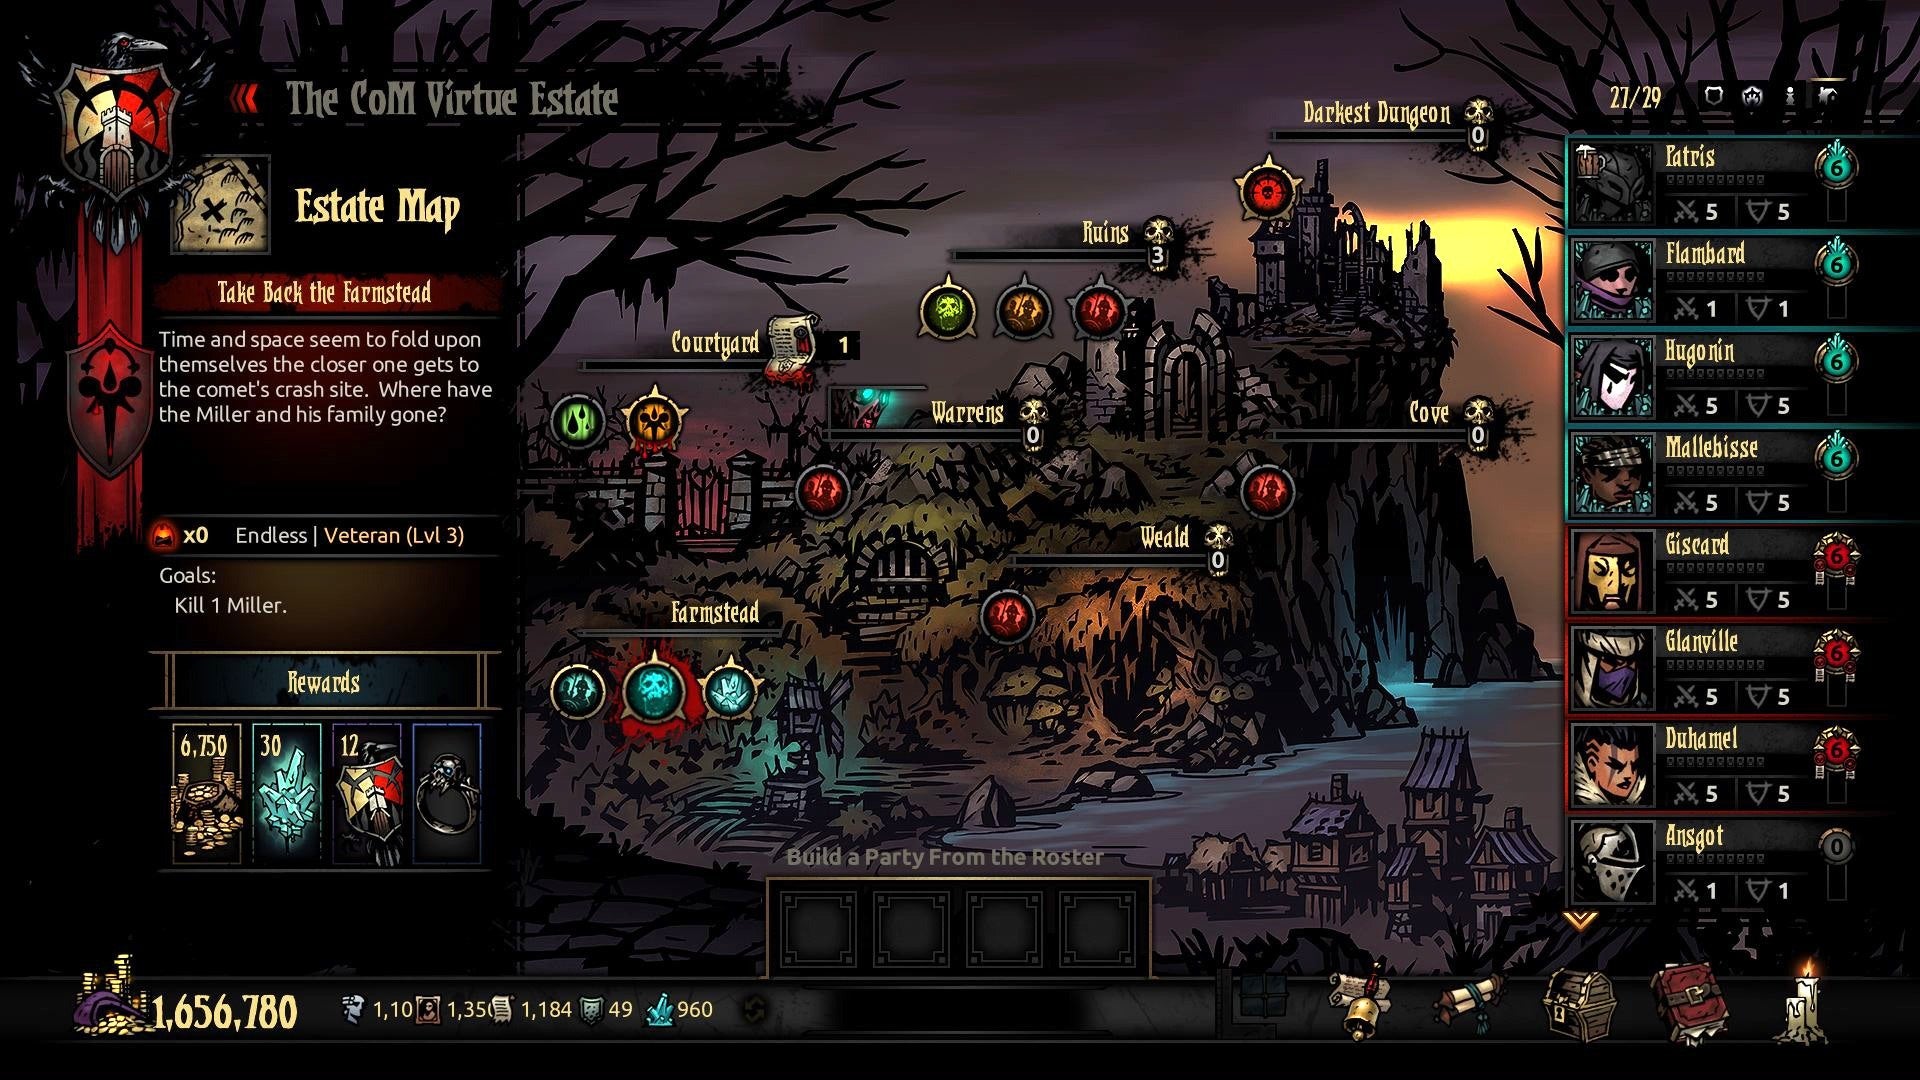 The CoM Virtue Estate
Estate Map
Take Back the Farmstead
Time and space seem to fold upon
themselves the closer one gets to
the comet's crash site. Where have
the Miller and his family gone?
x0 Endless | Veteran (Lvl 3)
Goals:
Kill 1 Miller.
Rewards
6,750 30 12
Darkest Dungeon
0
Ruins
3
Courtyard
1
Warrens
0
Cove
0
Weald
0
Farmstead
Build a Party From the Roster
27/29
Patris
6
5 5
Flambard
6
1 1
Hugonin
6
5 5
Mallebisse
6
5 5
Giscard
6
5 5
Glanville
6
5 5
Duhamel
6
5 5
Ansgot
0
1 1
1,656,780 1,10 1,350 1,184 49 960